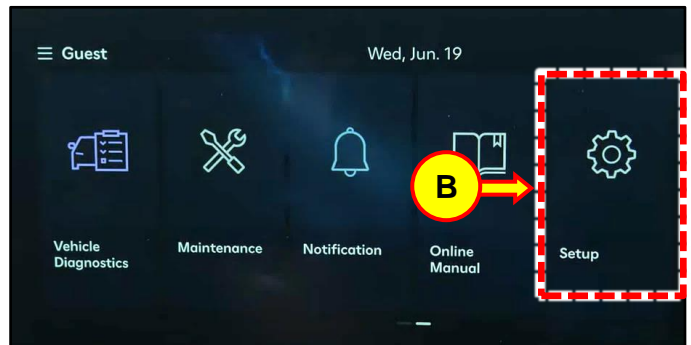 Guest
Wed, Jun. 19
B
Vehicle
Diagnostics
Maintenance
Notification
Online
Manual
Setup